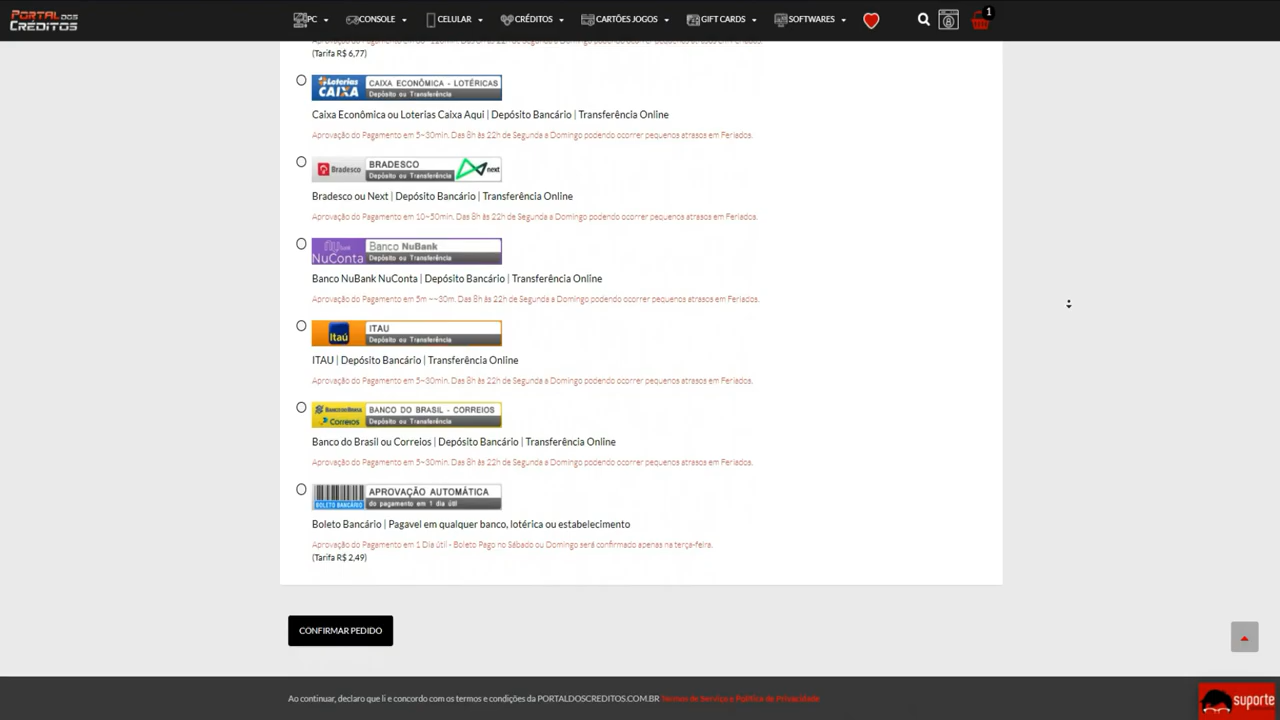 PORTAL DOS
CRÉDITOS
PC
CONSOLE
CELULAR
CRÉDITOS
CARTÕES JOGOS
GIFT CARDS
SOFTWARES
1
(Tarifa R$ 6,77)
Loterias
CAIXA
CAIXA ECONÔMICA - LOTÉRICAS
Depósito ou Transferência
Caixa Econômica ou Loterias Caixa Aqui | Depósito Bancário | Transferência Online
Aprovação do Pagamento em 5~30min. Das 8h às 22h de Segunda a Domingo podendo ocorrer pequenos atrasos em Feriados.
Bradesco
BRADESCO
Depósito ou Transferência
next
Bradesco ou Next | Depósito Bancário | Transferência Online
Aprovação do Pagamento em 10~50min. Das 8h às 22h de Segunda a Domingo podendo ocorrer pequenos atrasos em Feriados.
NuConta
Banco NuBank
Depósito ou Transferência
Banco NuBank NuConta | Depósito Bancário | Transferência Online
Aprovação do Pagamento em 5m ~~30m. Das 8h às 22h de Segunda a Domingo podendo ocorrer pequenos atrasos em Feriados.
Itaú
ITAU
Depósito ou Transferência
ITAU | Depósito Bancário | Transferência Online
Aprovação do Pagamento em 5~30min. Das 8h às 22h de Segunda a Domingo podendo ocorrer pequenos atrasos em Feriados.
Correios
BANCO DO BRASIL - CORREIOS
Depósito ou Transferência
Banco do Brasil ou Correios | Depósito Bancário | Transferência Online
Aprovação do Pagamento em 5~30min. Das 8h às 22h de Segunda a Domingo podendo ocorrer pequenos atrasos em Feriados.
BOLETO BANCÁRIO
APROVAÇÃO AUTOMÁTICA
do pagamento em 1 dia útil
Boleto Bancário | Pagavel em qualquer banco, lotérica ou estabelecimento
Aprovação do Pagamento em 1 Dia útil - Boleto Pago no Sábado ou Domingo será confirmado apenas na terça-feira.
(Tarifa R$ 2,49)
CONFIRMAR PEDIDO
Ao continuar, declaro que li e concordo com os termos e condições da PORTALDOSCREDITOS.COM.BR Termos de Serviço e Política de Privacidade
suporte